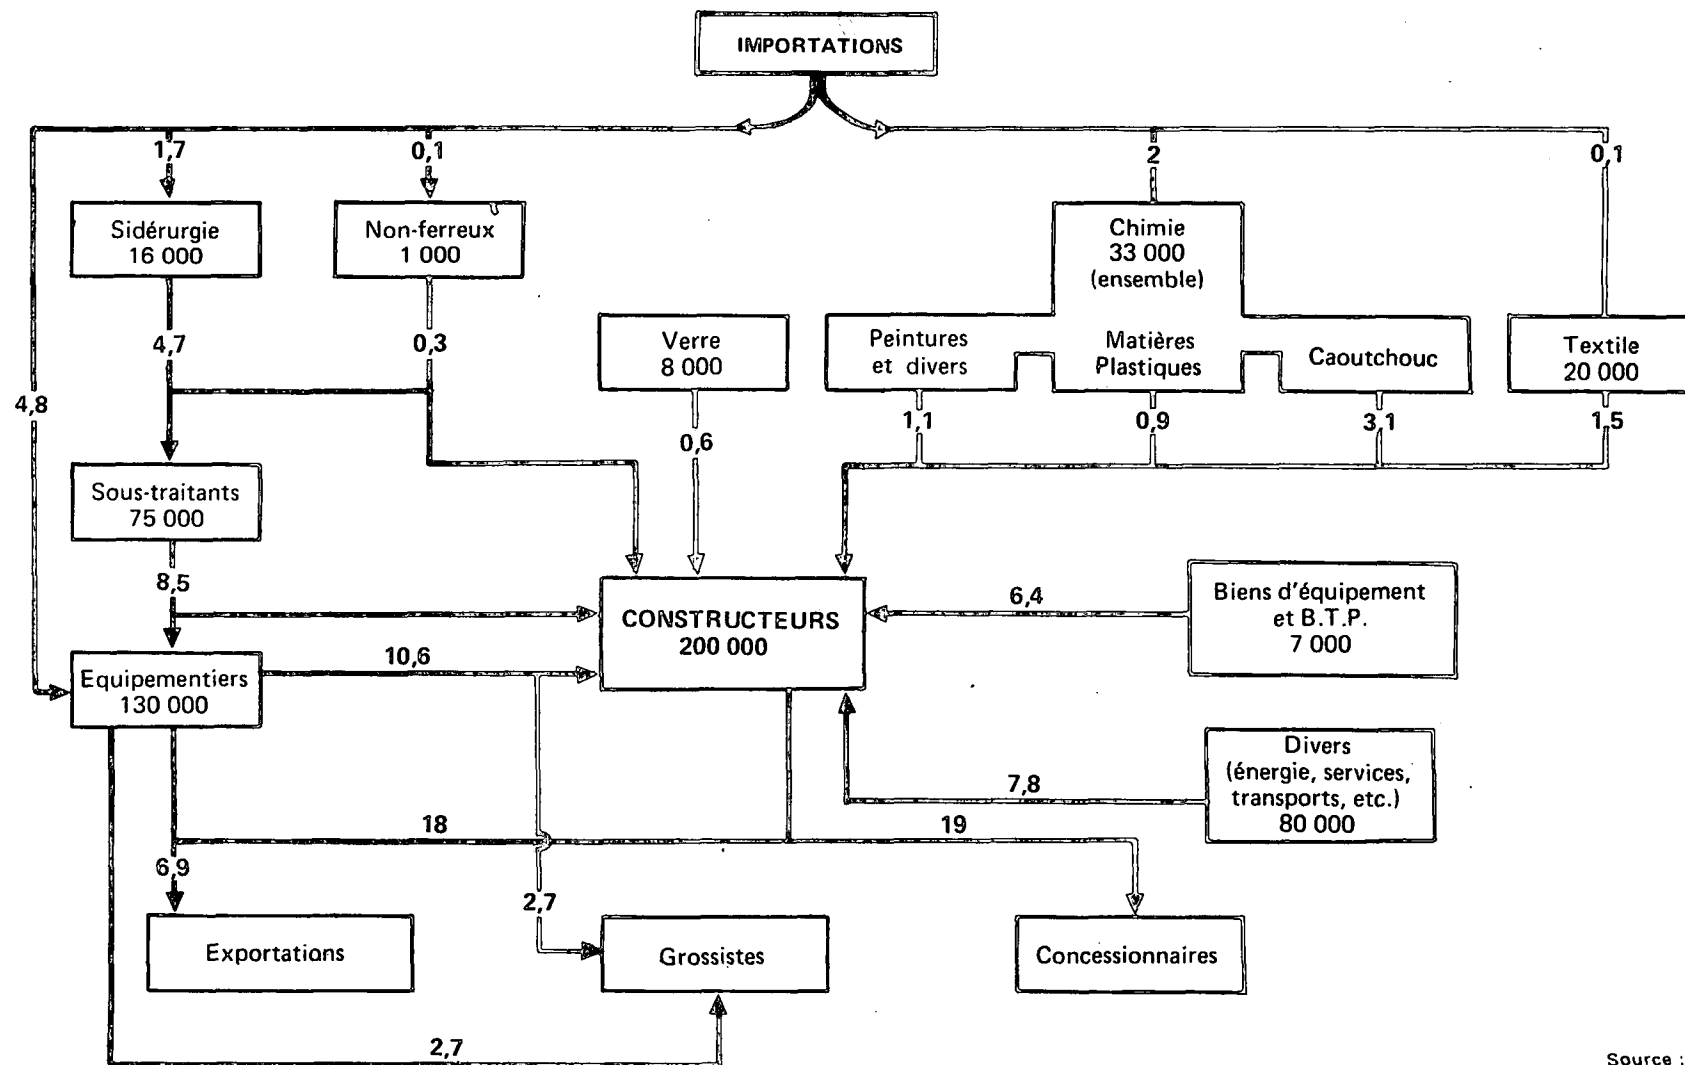 IMPORTATIONS
1,7
0,1
2
0,1
Sidérurgie
16 000
Non-ferreux
1 000
Chimie
33 000
(ensemble)
4,7
0,3
Verre
8 000
Peintures
et divers
Matières
Plastiques
Caoutchouc
Textile
20 000
4,8
0,6
1,1
0,9
3,1
1,5
Sous-traitants
75 000
8,5
CONSTRUCTEURS
200 000
6,4
Biens d'équipement
et B.T.P.
7 000
10,6
Equipementiers
130 000
Divers
(énergie, services,
transports, etc.)
80 000
7,8
18
19
6,9
2,7
Exportations
Grossistes
Concessionnaires
2,7
Source :